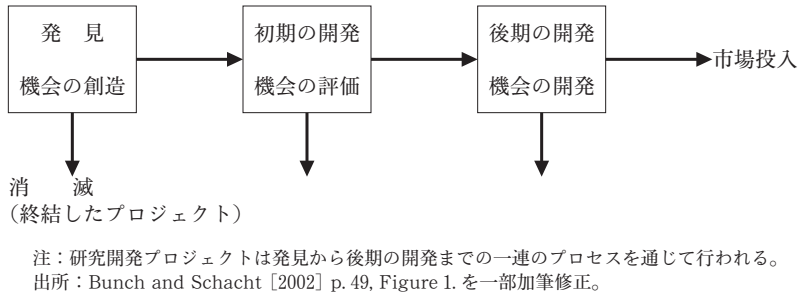 発　見
機会の創造
初期の開発
機会の評価
後期の開発
機会の開発
市場投入
消　　滅
（終結したプロジェクト）
注：研究開発プロジェクトは発見から後期の開発までの一連のプロセスを通じて行われる。
出所：Bunch and Schacht［2002］p. 49, Figure 1. を一部加筆修正。